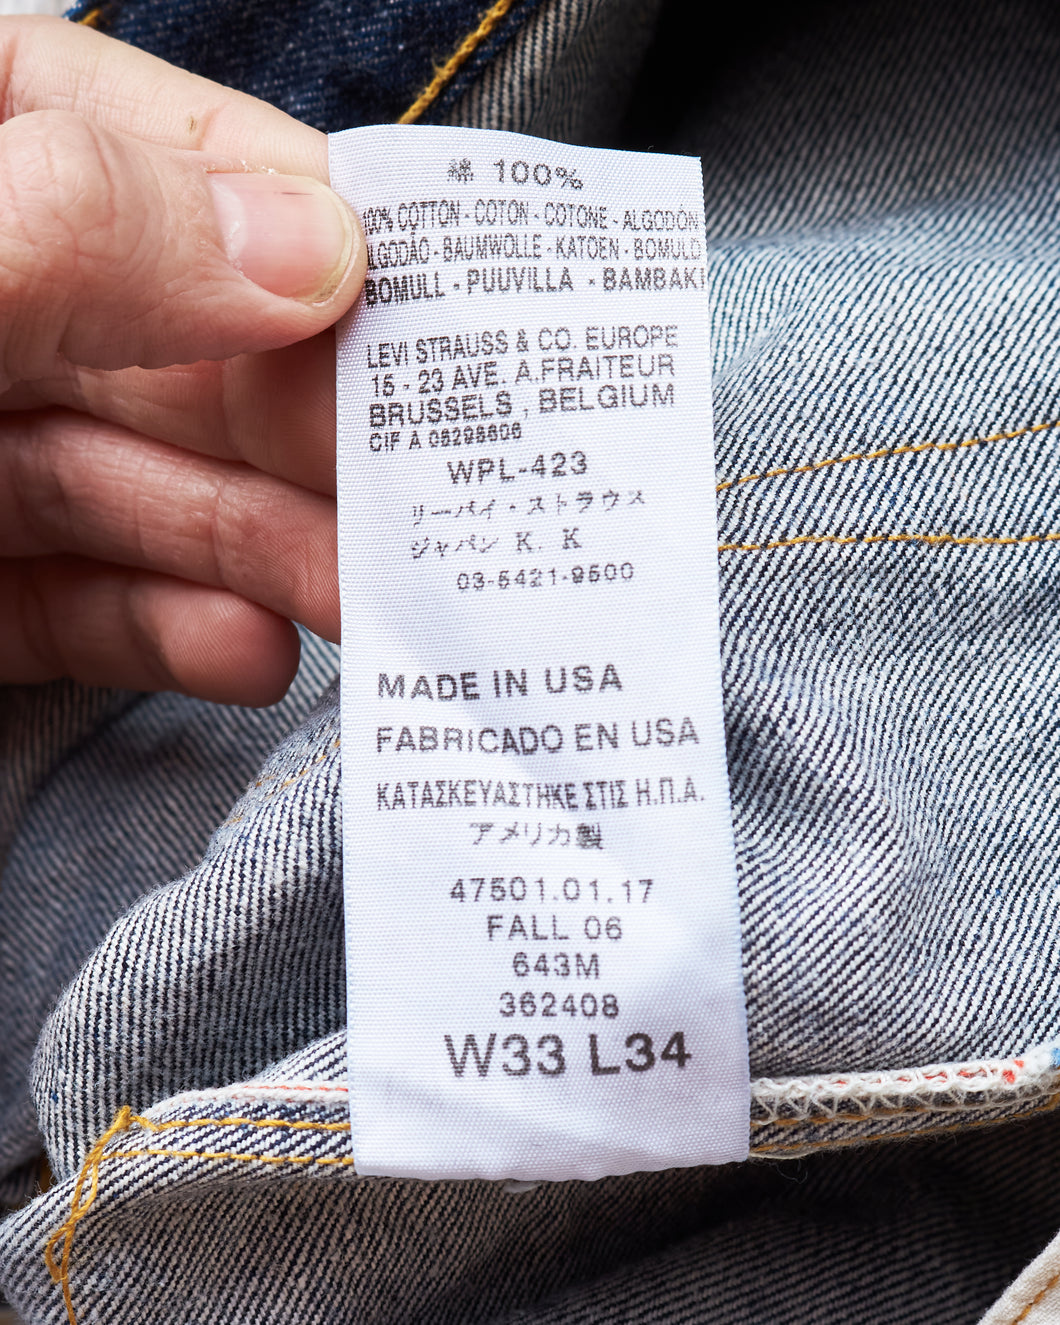 綿 100%
100% COTTON - COTON - COTONE - ALGODÓN
ALGODÃO - BAUMWOLLE - KATOEN - BOMULD
BOMULL - PUUVILLA - BAMBAKI
LEVI STRAUSS & CO. EUROPE
15 - 23 AVE. A.FRAITEUR
BRUSSELS , BELGIUM
CIF A 08298606
WPL-423
リーバイ・ストラウス
ジャパン K. K
03-5421-9500
MADE IN USA
FABRICADO EN USA
ΚΑΤΑΣΚΕΥΑΣΤΗΚΕ ΣΤΙΣ Η.Π.Α.
アメリカ製
47501.01.17
FALL 06
643M
362408
W33 L34